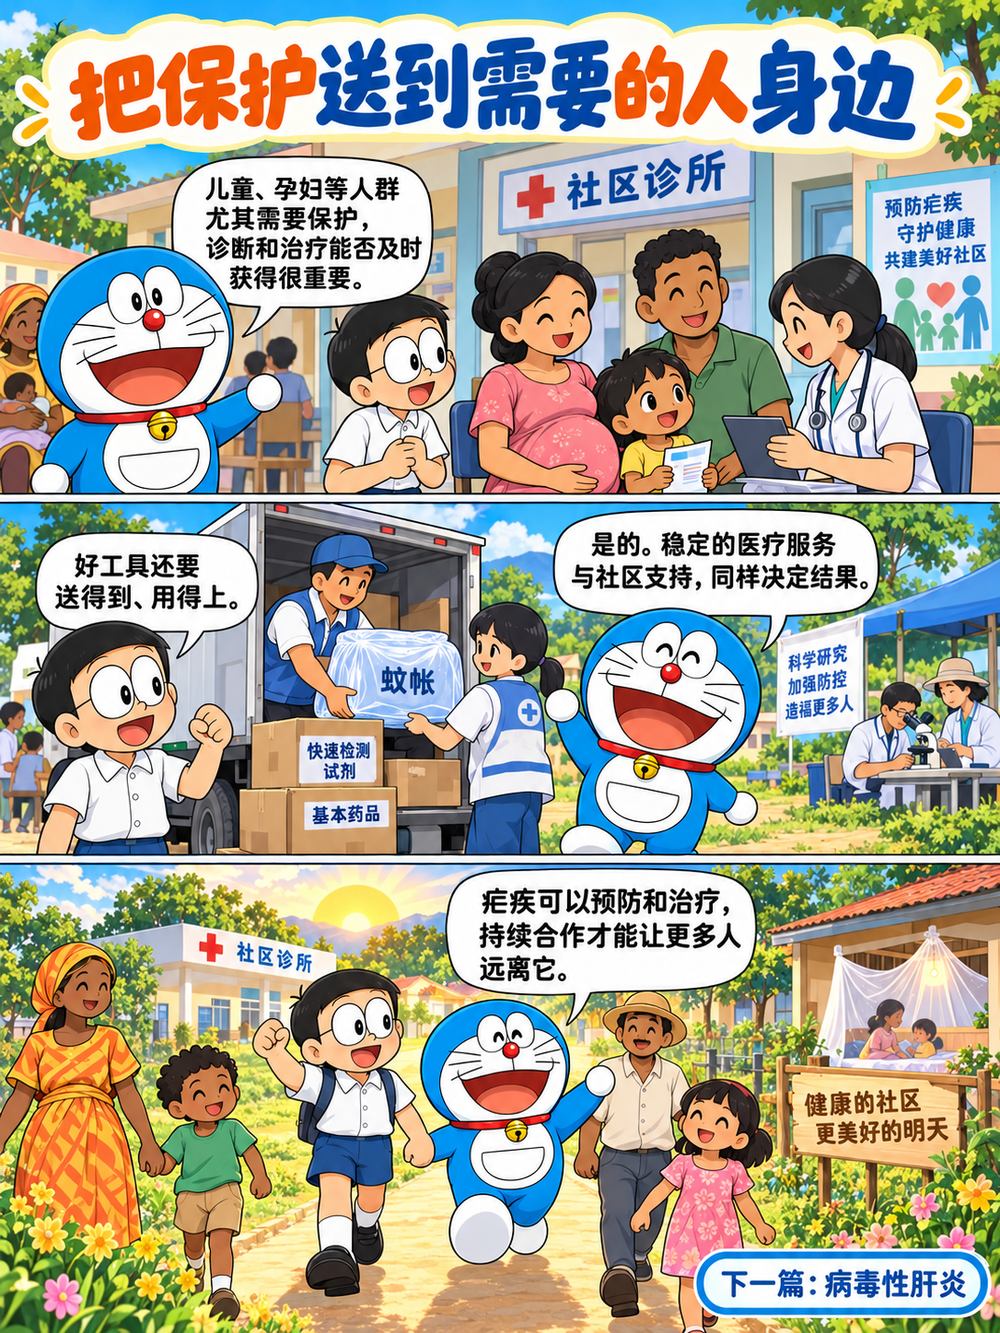 把保护送到需要的人身边
儿童、孕妇等人群
尤其需要保护，
诊断和治疗能否及时
获得很重要。
社区诊所
预防疟疾
守护健康
共建美好社区
好工具还要
送得到、用得上。
是的。稳定的医疗服务
与社区支持，同样决定结果。
蚊帐
快速检测
试剂
基本药品
科学研究
加强防控
造福更多人
疟疾可以预防和治疗，
持续合作才能让更多人
远离它。
社区诊所
健康的社区
更美好的明天
下一篇：病毒性肝炎